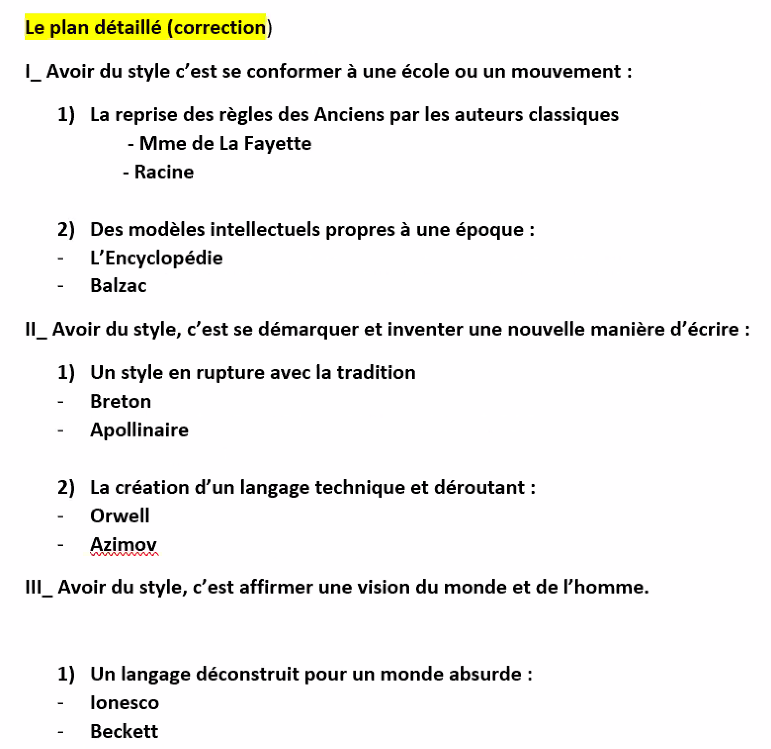 Le plan détaillé (correction)
I_ Avoir du style c’est se conformer à une école ou un mouvement :
1) La reprise des règles des Anciens par les auteurs classiques
- Mme de La Fayette
- Racine
2) Des modèles intellectuels propres à une époque :
- L’Encyclopédie
- Balzac
II_ Avoir du style, c’est se démarquer et inventer une nouvelle manière d’écrire :
1) Un style en rupture avec la tradition
- Breton
- Apollinaire
2) La création d’un langage technique et déroutant :
- Orwell
- Azimov
III_ Avoir du style, c’est affirmer une vision du monde et de l’homme.
1) Un langage déconstruit pour un monde absurde :
- Ionesco
- Beckett